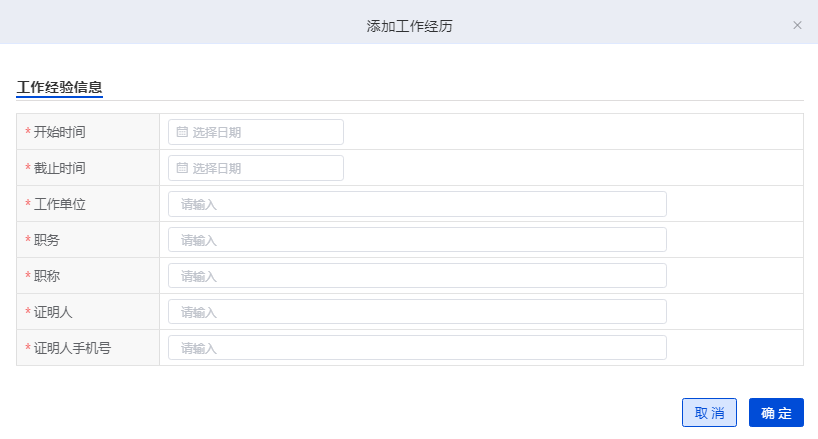 添加工作经历
工作经验信息
* 开始时间 选择日期
* 截止时间 选择日期
* 工作单位 请输入
* 职务 请输入
* 职称 请输入
* 证明人 请输入
* 证明人手机号 请输入
取 消 确 定